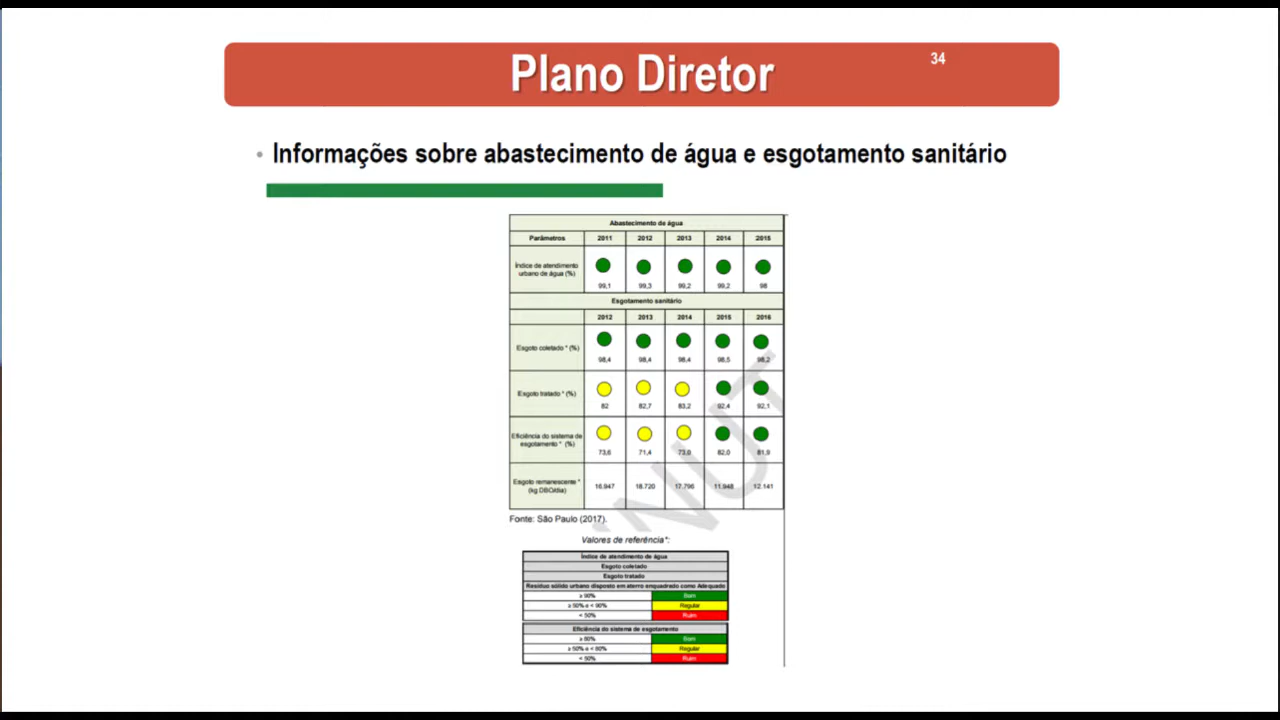 Plano Diretor
34
• Informações sobre abastecimento de água e esgotamento sanitário
Abastecimento de água
Parâmetros 2011 2012 2013 2014 2015
Índice de atendimento
urbano de água (%)
99,1 99,3 99,2 99,2 98
Esgotamento sanitário
2012 2013 2014 2015 2016
Esgoto coletado * (%)
98,4 98,4 98,4 98,5 98,2
Esgoto tratado * (%)
82 82,7 83,2 92,4 92,1
Eficiência do sistema de
esgotamento * (%)
73,6 71,4 73,0 82,0 81,9
Esgoto remanescente *
(kg DBO/dia)
16.947 18.720 17.796 11.948 12.141
NUT
Fonte: São Paulo (2017).
Valores de referência*:
Índice de atendimento de água
Esgoto coletado
Esgoto tratado
Resíduo sólido urbano disposto em aterro enquadrado como Adequado
≥ 90% Bom
≥ 50% e < 90% Regular
< 50% Ruim
Eficiência do sistema de esgotamento
≥ 80% Bom
≥ 50% e < 80% Regular
< 50% Ruim